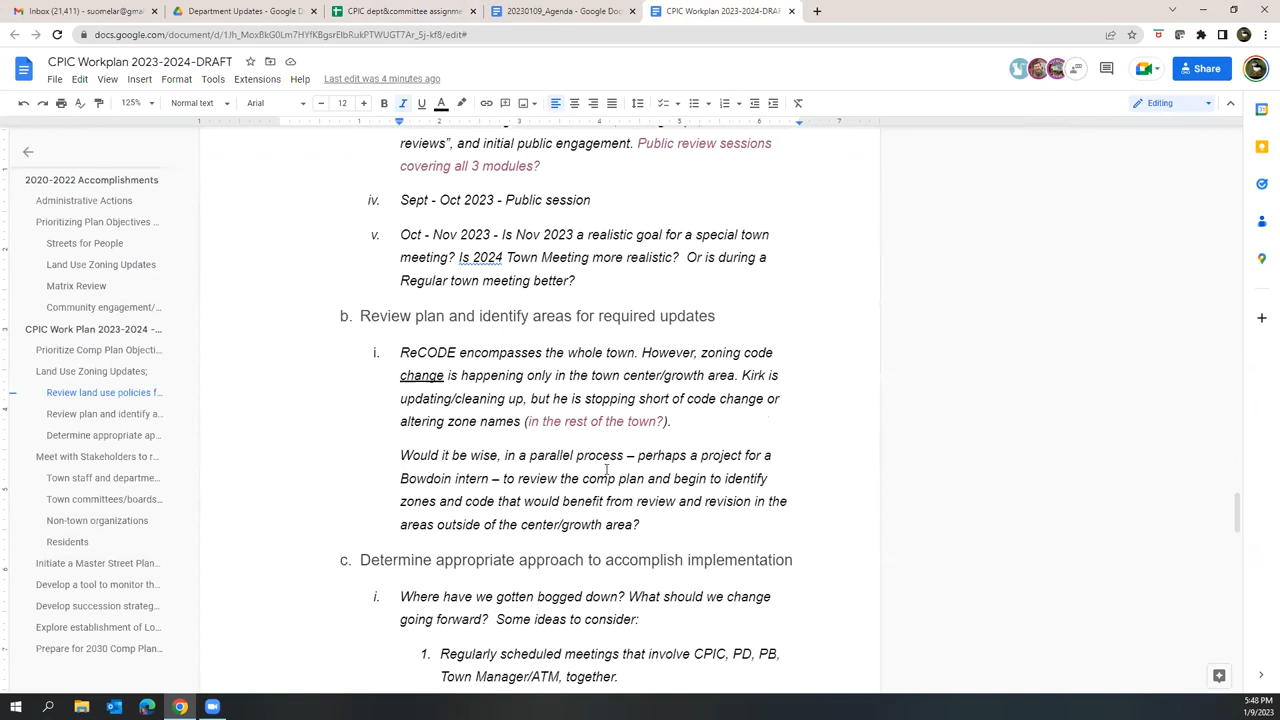 Inbox (21,411) - suomelar@gmai
Department Updates - Google D
CPIC dept&committee assignme
20230109_Agenda - Google Doc
CPIC Workplan 2023-2024-DRAF
docs.google.com/document/d/1Jh_MoxBkG0Lm7HYfKBgsrEIbRukPTWUGT7Ar_5j-kf8/edit#
CPIC Workplan 2023-2024-DRAFT
File Edit View Insert Format Tools Extensions Help Last edit was 4 minutes ago
Share
125% Normal text Arial 12 B I U A Editing
1 1 2 3 4 5 6 7
2020-2022 Accomplishments
Administrative Actions
Prioritizing Plan Objectives ...
Streets for People
Land Use Zoning Updates
Matrix Review
Community engagement/...
CPIC Work Plan 2023-2024 -...
Prioritize Comp Plan Objecti...
Land Use Zoning Updates;
Review land use policies f...
Review plan and identify a...
Determine appropriate ap...
Meet with Stakeholders to r...
Town staff and departme...
Town committees/boards...
Non-town organizations
Residents
Initiate a Master Street Plan...
Develop a tool to monitor th...
Develop succession strateg...
Explore establishment of Lo...
Prepare for 2030 Comp Plan...
reviews", and initial public engagement. Public review sessions
covering all 3 modules?
iv. Sept - Oct 2023 - Public session
v. Oct - Nov 2023 - Is Nov 2023 a realistic goal for a special town
meeting? Is 2024 Town Meeting more realistic? Or is during a
Regular town meeting better?
b. Review plan and identify areas for required updates
i. ReCODE encompasses the whole town. However, zoning code
change is happening only in the town center/growth area. Kirk is
updating/cleaning up, but he is stopping short of code change or
altering zone names (in the rest of the town?).
Would it be wise, in a parallel process – perhaps a project for a
Bowdoin intern – to review the comp plan and begin to identify
zones and code that would benefit from review and revision in the
areas outside of the center/growth area?
c. Determine appropriate approach to accomplish implementation
i. Where have we gotten bogged down? What should we change
going forward? Some ideas to consider:
1. Regularly scheduled meetings that involve CPIC, PD, PB,
Town Manager/ATM, together.
5:48 PM
1/9/2023